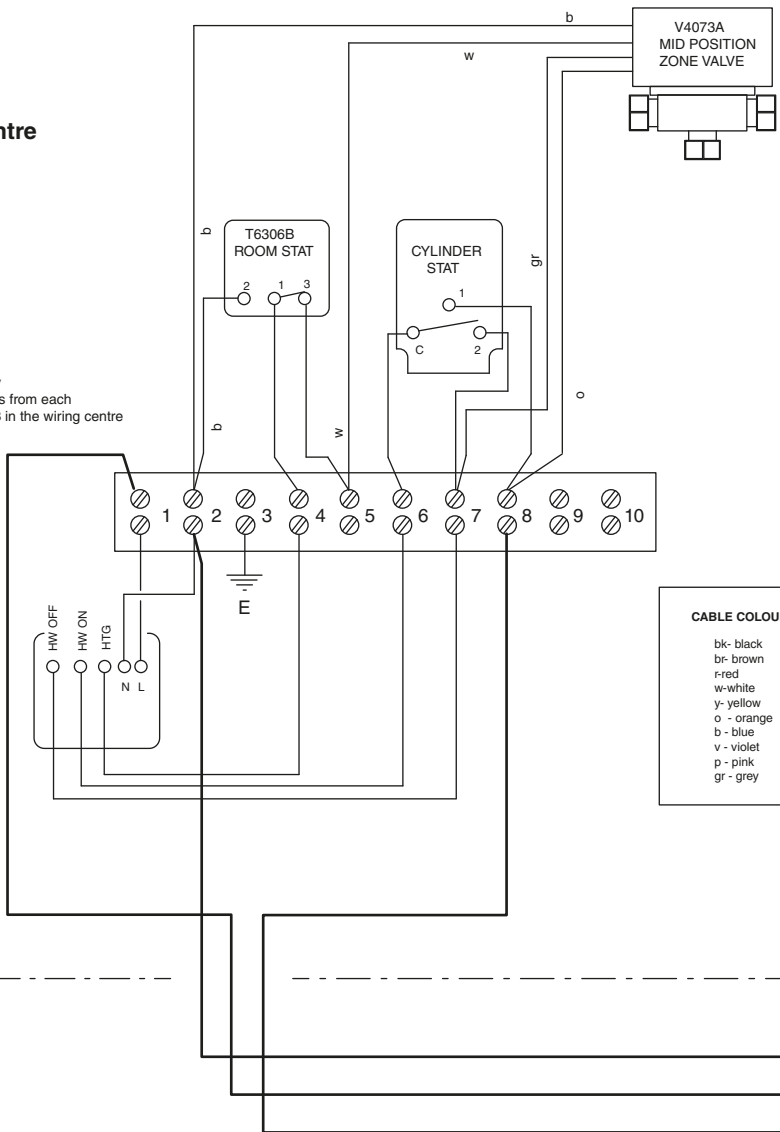 b
V4073A
MID POSITION
ZONE VALVE
w
ntre
b
T6306B
ROOM STAT
2 1 3
CYLINDER
STAT
1
C 2
gr
o
s from each
in the wiring centre
b
w
1 2 3 4 5 6 7 8 9 10
E
HW OFF
HW ON
HTG
N L
CABLE COLOU
bk- black
br- brown
r-red
w-white
y- yellow
o - orange
b - blue
v - violet
p - pink
gr - grey